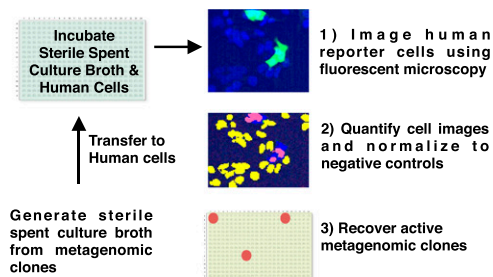 Incubate
Sterile Spent
Culture Broth &
Human Cells
1) Image human
reporter cells using
fluorescent microscopy
Transfer to
Human cells
2) Quantify cell images
and normalize to
negative controls
Generate sterile
spent culture broth
from metagenomic
clones
3) Recover active
metagenomic clones